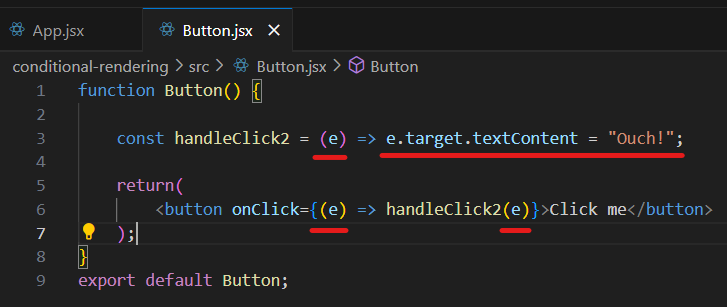 App.jsx Button.jsx ×
conditional-rendering > src > Button.jsx > Button
1 function Button() {
2
3 const handleClick2 = (e) => e.target.textContent = "Ouch!";
4
5 return(
6 <button onClick={(e) => handleClick2(e)}>Click me</button>
7 );
8 }
9 export default Button;